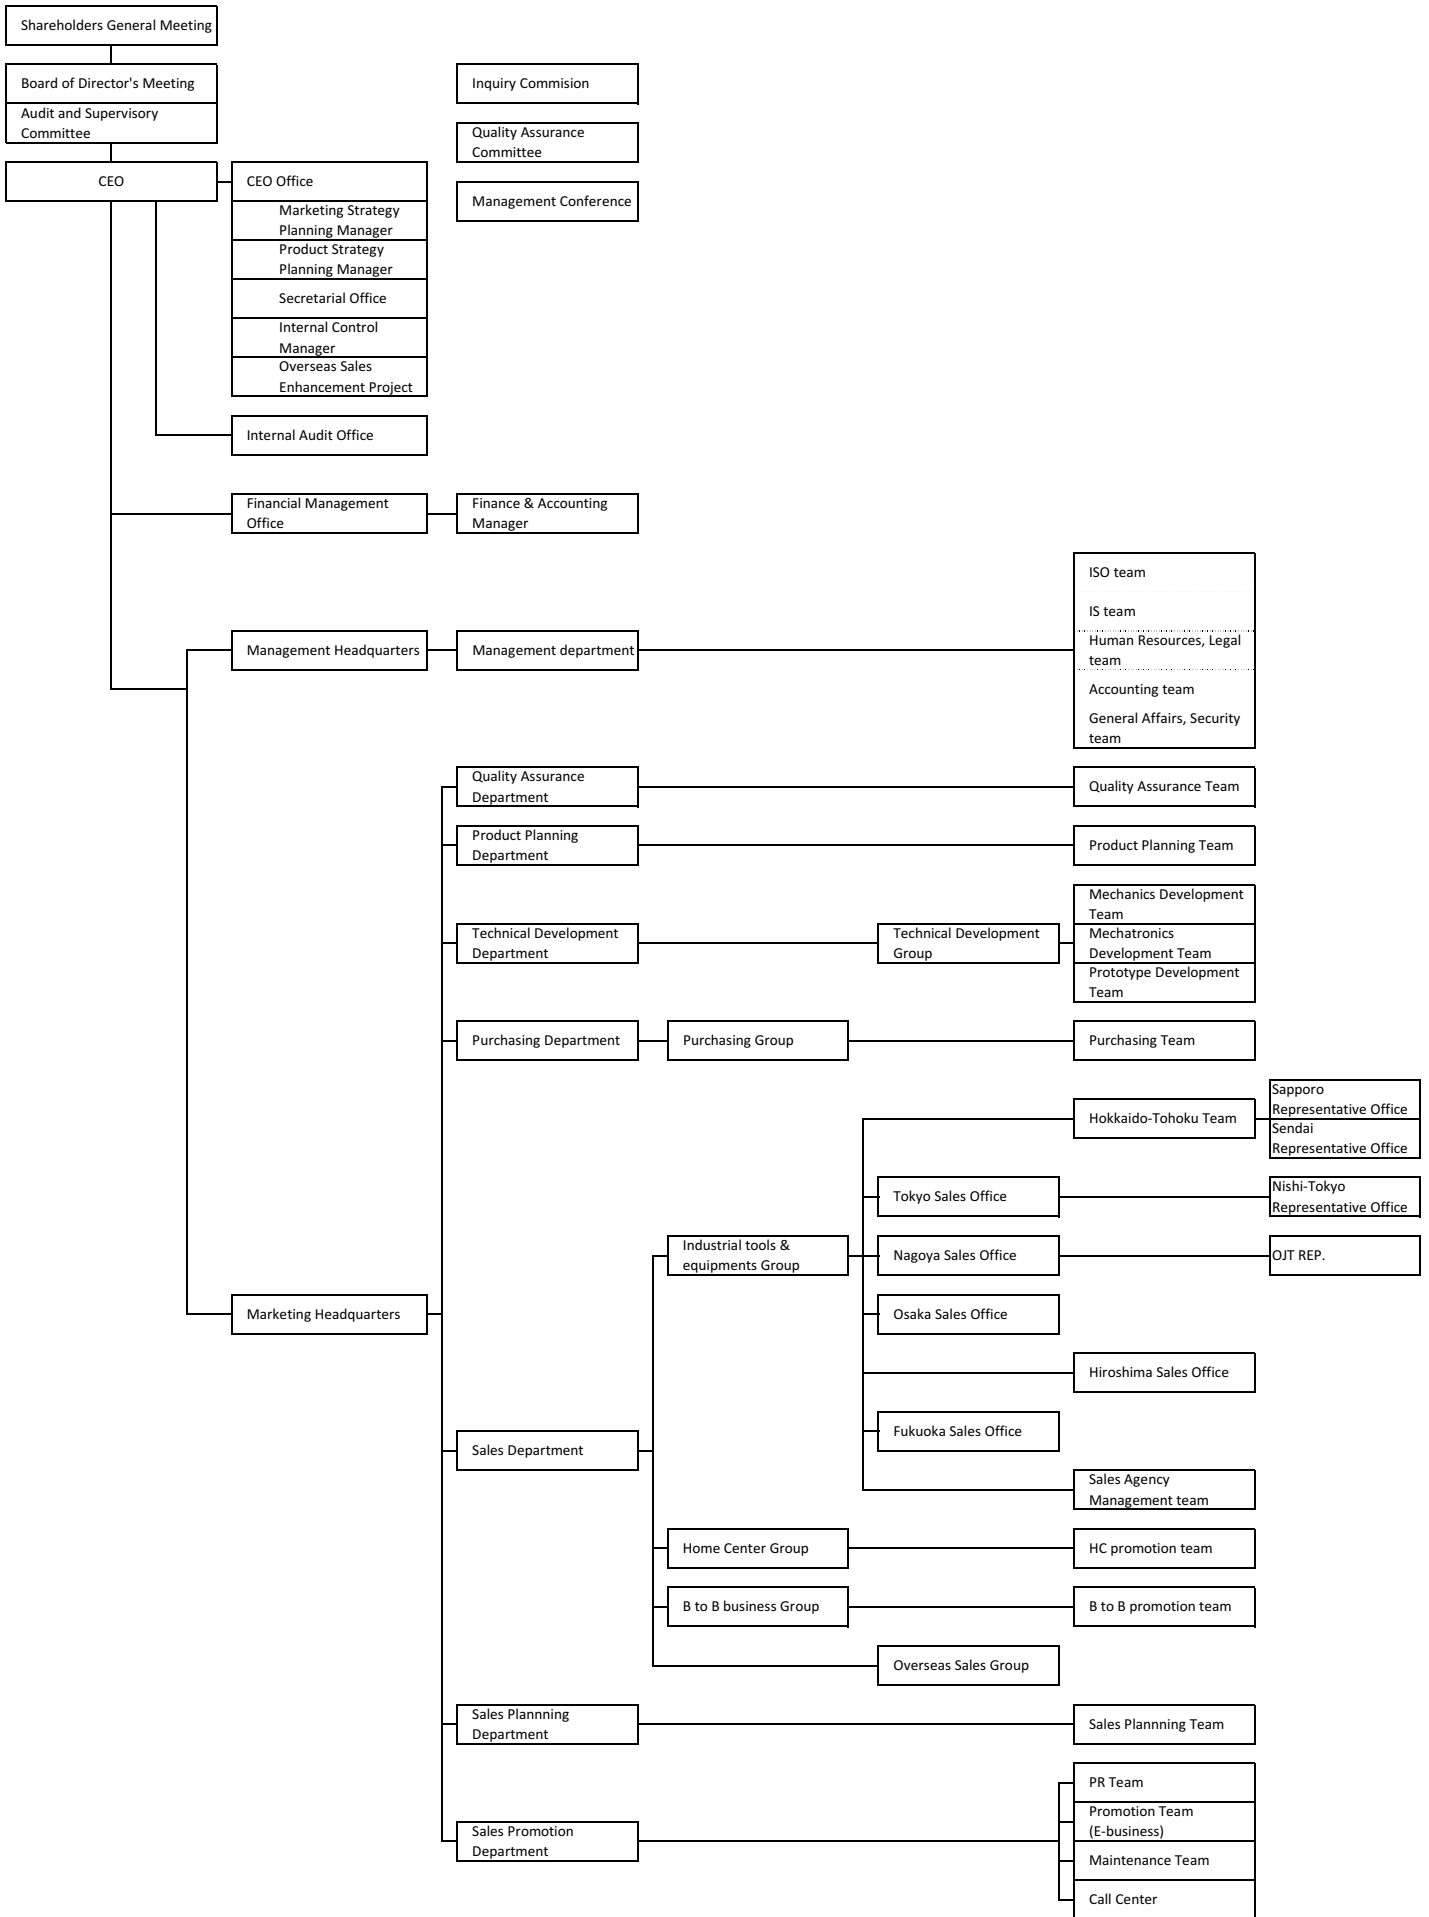 Shareholders General Meeting
Board of Director's Meeting
Inquiry Commision
Audit and Supervisory
Committee
Quality Assurance
Committee
CEO
CEO Office
Management Conference
Marketing Strategy
Planning Manager
Product Strategy
Planning Manager
Secretarial Office
Internal Control
Manager
Overseas Sales
Enhancement Project
Internal Audit Office
Financial Management
Office
Finance & Accounting
Manager
ISO team
IS team
Human Resources, Legal
team
Accounting team
General Affairs, Security
team
Management Headquarters
Management department
Quality Assurance
Department
Quality Assurance Team
Product Planning
Department
Product Planning Team
Mechanics Development
Team
Technical Development
Department
Technical Development
Group
Mechatronics
Development Team
Prototype Development
Team
Purchasing Department
Purchasing Group
Purchasing Team
Hokkaido-Tohoku Team
Sapporo
Representative Office
Sendai
Representative Office
Tokyo Sales Office
Nishi-Tokyo
Representative Office
Industrial tools &
equipments Group
Nagoya Sales Office
OJT REP.
Marketing Headquarters
Osaka Sales Office
Hiroshima Sales Office
Fukuoka Sales Office
Sales Department
Sales Agency
Management team
Home Center Group
HC promotion team
B to B business Group
B to B promotion team
Overseas Sales Group
Sales Plannning
Department
Sales Plannning Team
PR Team
Promotion Team
(E-business)
Sales Promotion
Department
Maintenance Team
Call Center